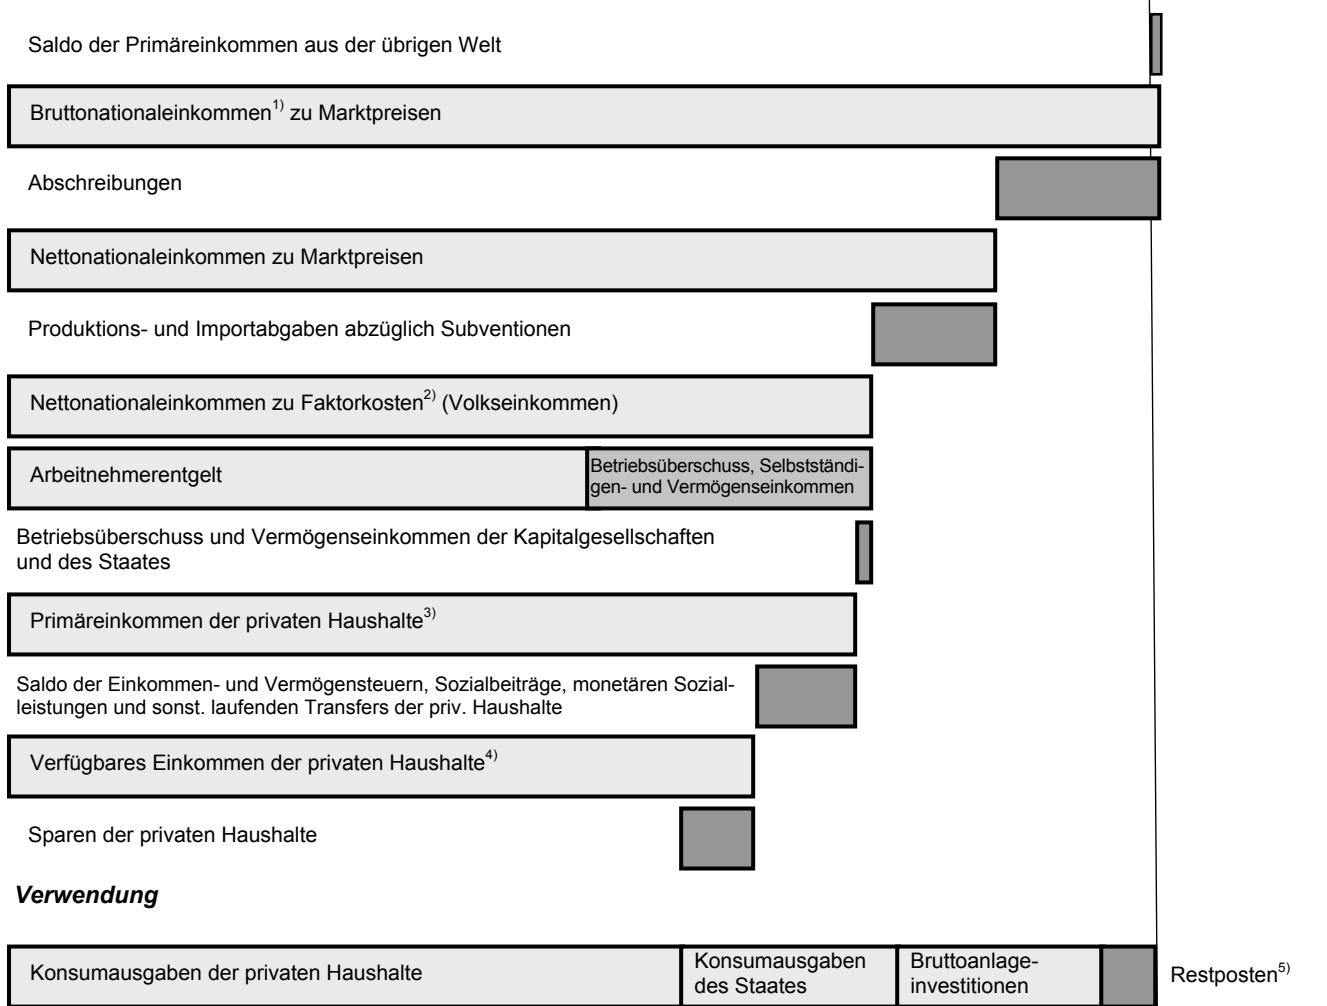 Saldo der Primäreinkommen aus der übrigen Welt
Bruttonationaleinkommen1) zu Marktpreisen
Abschreibungen
Nettonationaleinkommen zu Marktpreisen
Produktions- und Importabgaben abzüglich Subventionen
Nettonationaleinkommen zu Faktorkosten2) (Volkseinkommen)
Arbeitnehmerentgelt
Betriebsüberschuss, Selbstständi-
gen- und Vermögenseinkommen
Betriebsüberschuss und Vermögenseinkommen der Kapitalgesellschaften
und des Staates
Primäreinkommen der privaten Haushalte3)
Saldo der Einkommen- und Vermögensteuern, Sozialbeiträge, monetären Sozial-
leistungen und sonst. laufenden Transfers der priv. Haushalte
Verfügbares Einkommen der privaten Haushalte4)
Sparen der privaten Haushalte
Verwendung
Konsumausgaben der privaten Haushalte
Konsumausgaben
des Staates
Bruttoanlage-
investitionen
Restposten5)